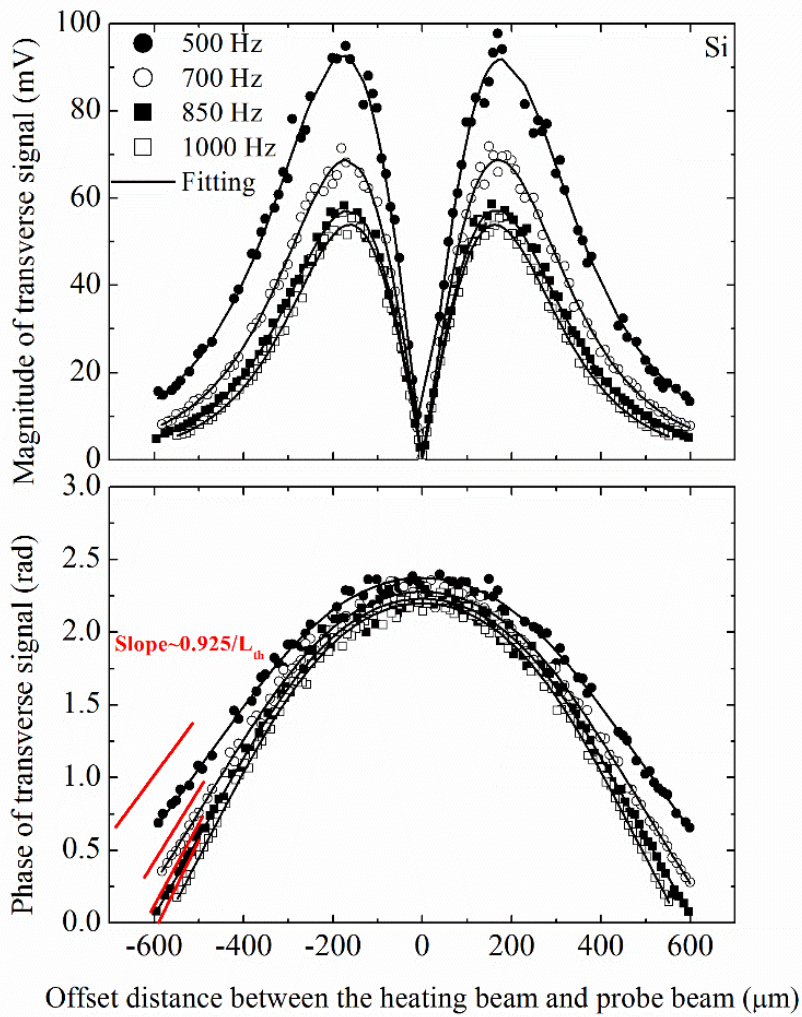 100
80
60
40
20
0
Magnitude of transverse signal (mV)
500 Hz
700 Hz
850 Hz
1000 Hz
Fitting
Si
3.0
2.5
2.0
1.5
1.0
0.5
0.0
Phase of transverse signal (rad)
Slope~0.925/L_th
-600 -400 -200 0 200 400 600
Offset distance between the heating beam and probe beam (μm)